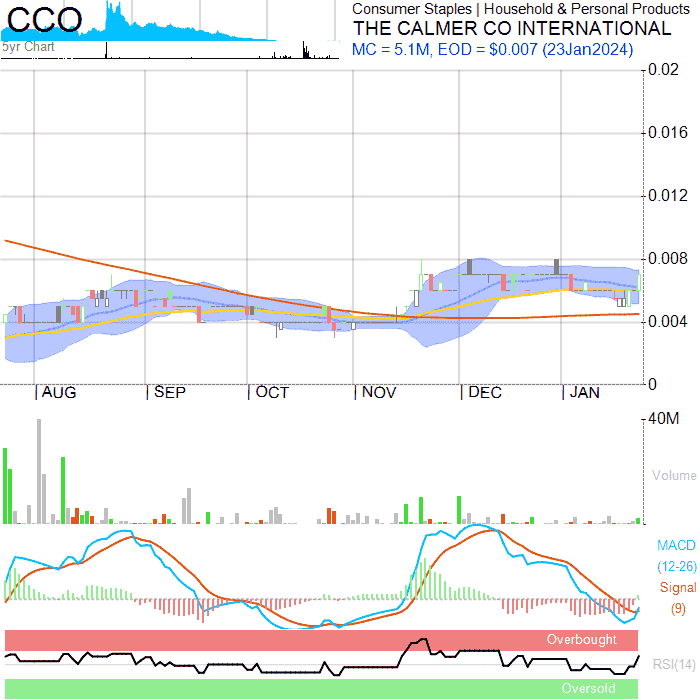 CCO
5yr Chart
Consumer Staples | Household & Personal Products
THE CALMER CO INTERNATIONAL
MC = 5.1M, EOD = $0.007 (23Jan2024)
0.02
0.016
0.012
0.008
0.004
0
AUG SEP OCT NOV DEC JAN
40M
Volume
MACD
(12-26)
Signal
(9)
Overbought
RSI(14)
Oversold